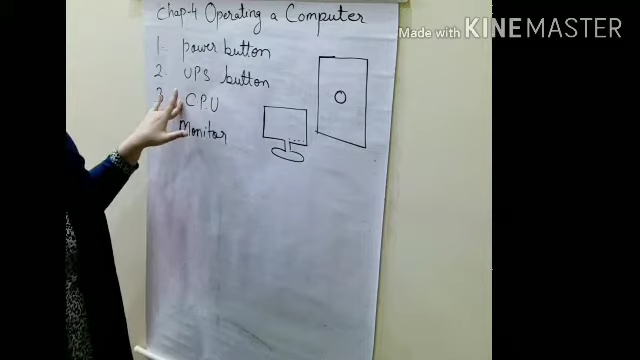 Chap-4 Operating a Computer
1. power button
2. UPS button
3 C.P.U
Monitor
Made with KINEMASTER